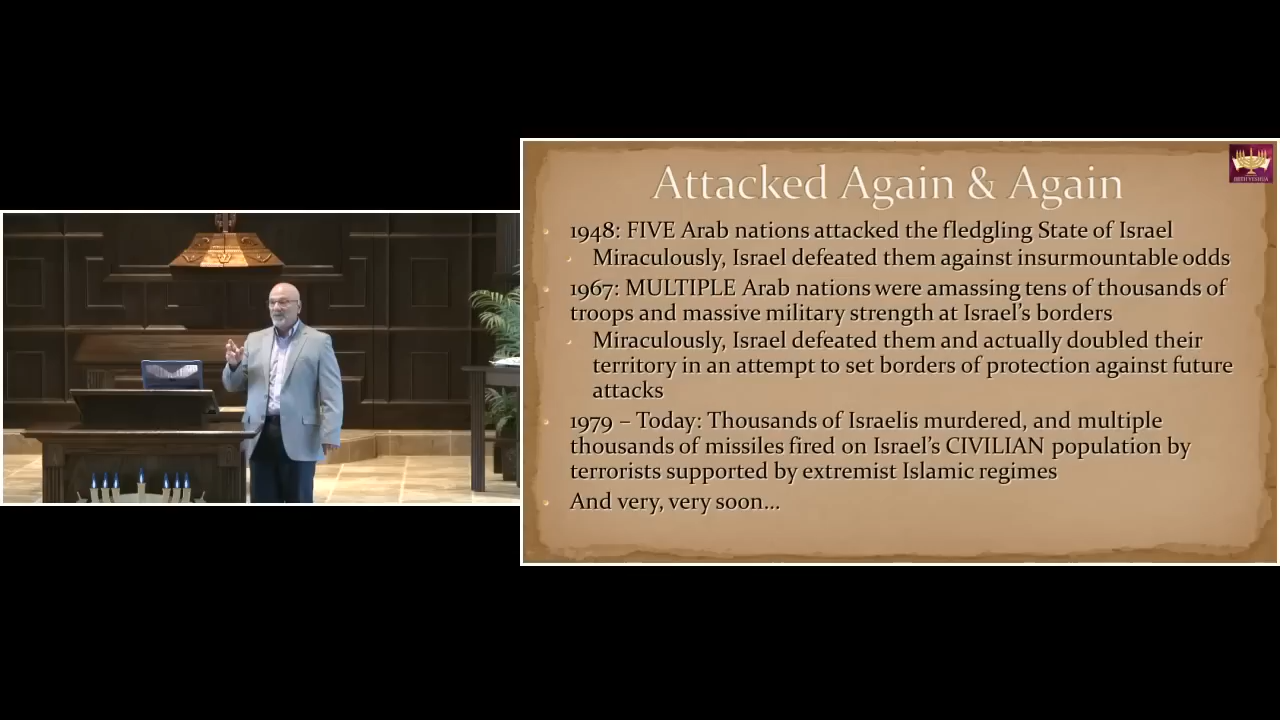 Attacked Again & Again
BETH YESHUA
1948: FIVE Arab nations attacked the fledgling State of Israel
Miraculously, Israel defeated them against insurmountable odds
1967: MULTIPLE Arab nations were amassing tens of thousands of
troops and massive military strength at Israel’s borders
Miraculously, Israel defeated them and actually doubled their
territory in an attempt to set borders of protection against future
attacks
1979 – Today: Thousands of Israelis murdered, and multiple
thousands of missiles fired on Israel’s CIVILIAN population by
terrorists supported by extremist Islamic regimes
And very, very soon…